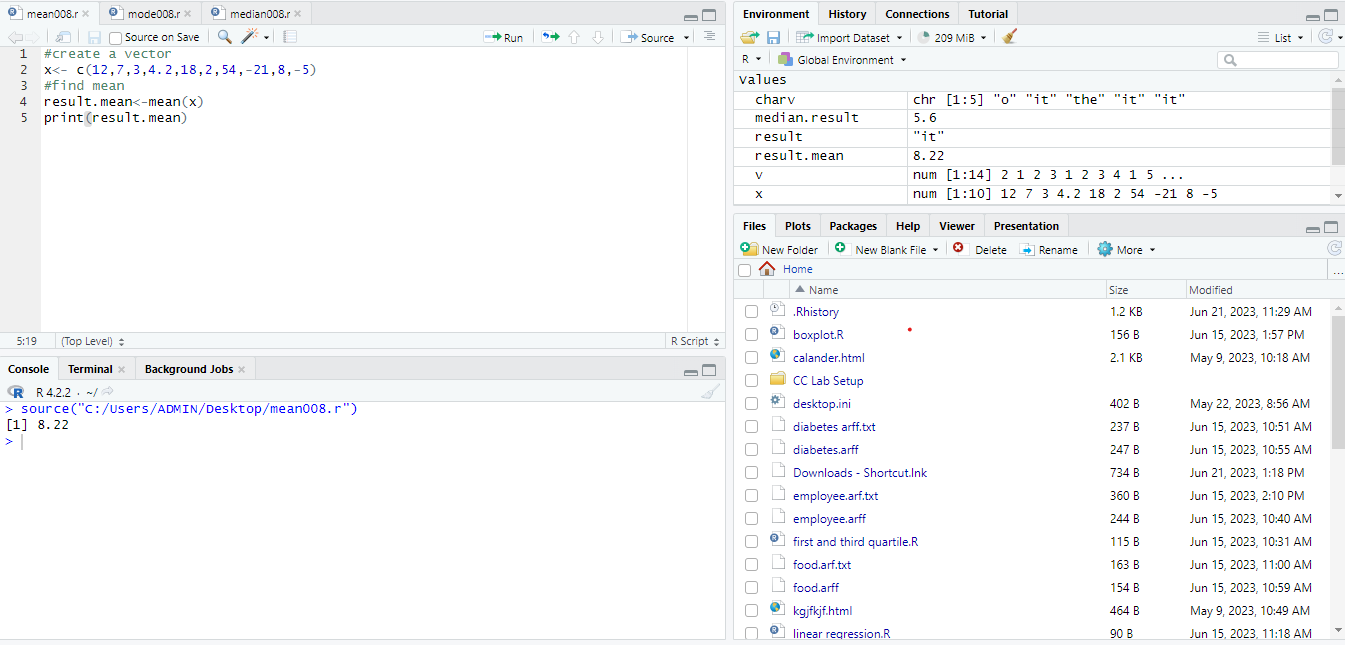 mean008.r × mode008.r × median008.r ×
Source on Save Run Source
1 #create a vector
2 x<- c(12,7,3,4.2,18,2,54,-21,8,-5)
3 #find mean
4 result.mean<-mean(x)
5 print(result.mean)
5:19 (Top Level) R Script
Console Terminal × Background Jobs ×
R 4.2.2 · ~/
> source("C:/Users/ADMIN/Desktop/mean008.r")
[1] 8.22
>
Environment History Connections Tutorial
Import Dataset 209 MiB List
R Global Environment
Values
charv chr [1:5] "o" "it" "the" "it" "it"
median.result 5.6
result "it"
result.mean 8.22
v num [1:14] 2 1 2 3 1 2 3 4 1 5 ...
x num [1:10] 12 7 3 4.2 18 2 54 -21 8 -5
Files Plots Packages Help Viewer Presentation
New Folder New Blank File Delete Rename More
Home ...
Name Size Modified
.Rhistory 1.2 KB Jun 21, 2023, 11:29 AM
boxplot.R 156 B Jun 15, 2023, 1:57 PM
calander.html 2.1 KB May 9, 2023, 10:18 AM
CC Lab Setup
desktop.ini 402 B May 22, 2023, 8:56 AM
diabetes arff.txt 237 B Jun 15, 2023, 10:51 AM
diabetes.arff 247 B Jun 15, 2023, 10:55 AM
Downloads - Shortcut.lnk 734 B Jun 21, 2023, 1:18 PM
employee.arf.txt 360 B Jun 15, 2023, 2:10 PM
employee.arff 244 B Jun 15, 2023, 10:40 AM
first and third quartile.R 115 B Jun 15, 2023, 10:31 AM
food.arf.txt 163 B Jun 15, 2023, 11:00 AM
food.arff 154 B Jun 15, 2023, 10:59 AM
kgjfkjf.html 464 B May 9, 2023, 10:49 AM
linear regression.R 90 B Jun 15, 2023, 11:18 AM